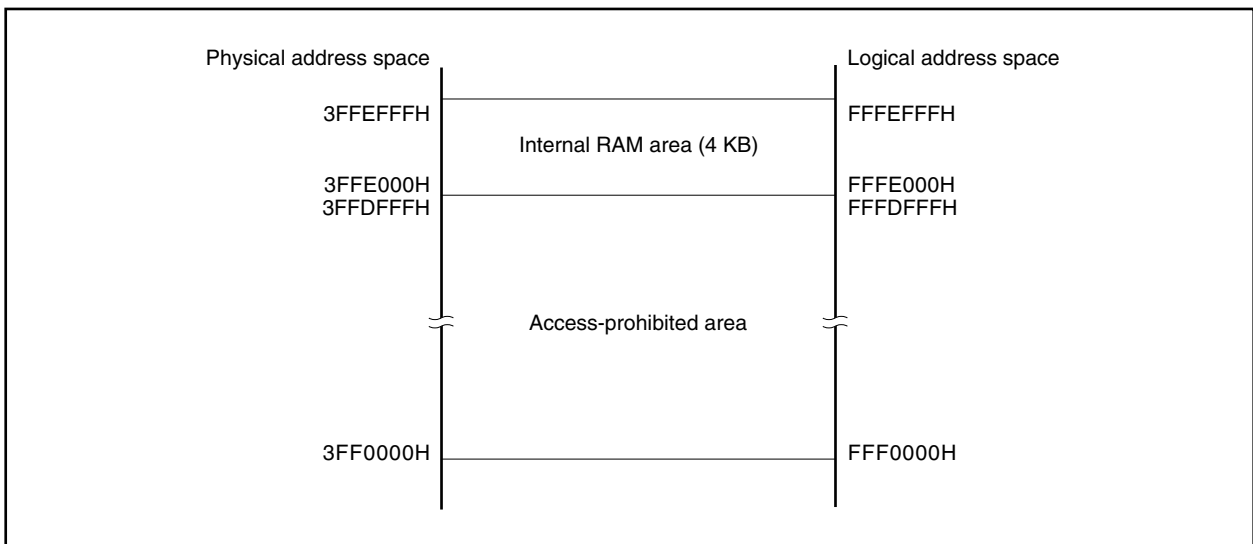 Physical address space
Logical address space
3FFEFFFH
FFFEFFFH
Internal RAM area (4 KB)
3FFE000H
FFFE000H
3FFDFFFH
FFFDFFFH
Access-prohibited area
3FF0000H
FFF0000H